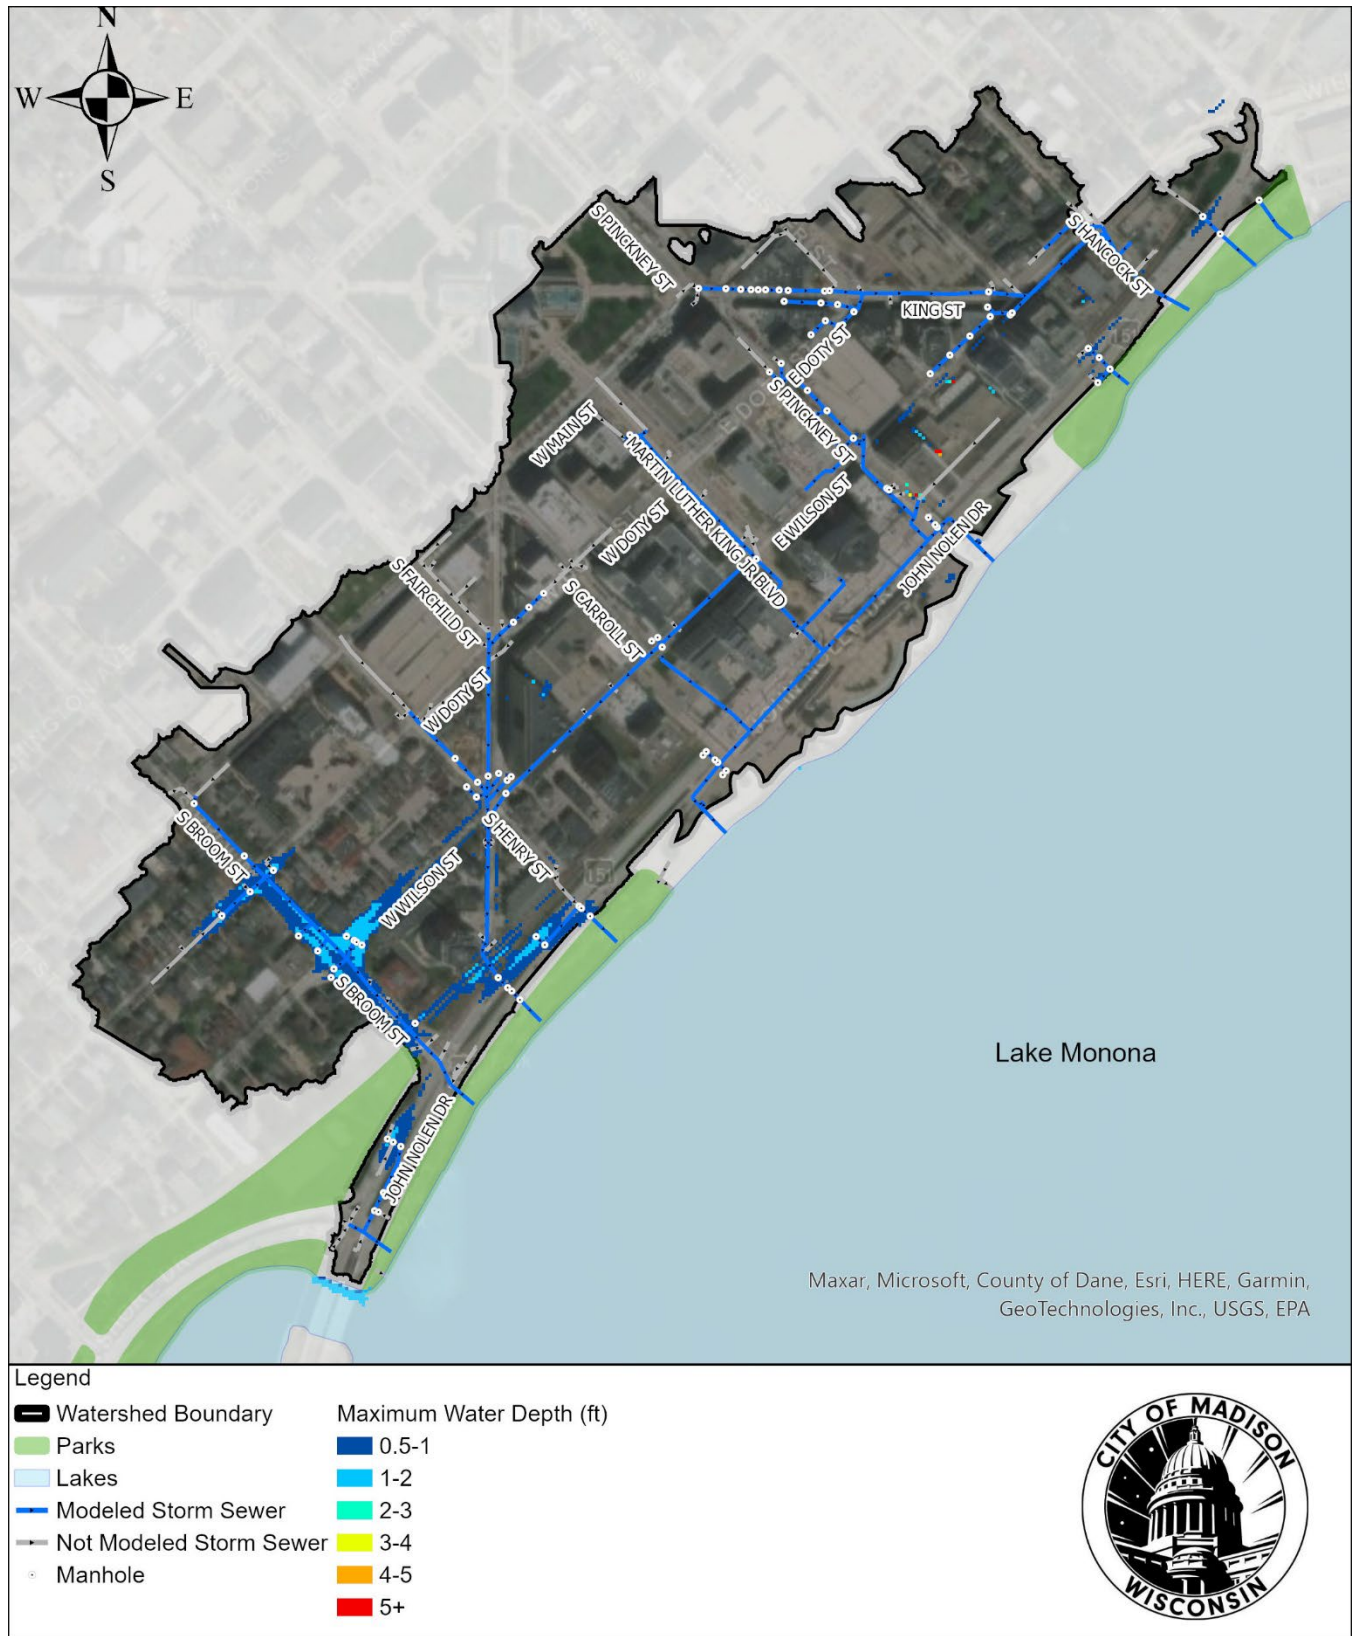 N
W
E
S
S PINCKNEY ST
S HANCOCK ST
KING ST
151
E DOTY ST
S PINCKNEY ST
W MAIN ST
MARTIN LUTHER KING JR BLVD
E WILSON ST
W DOTY ST
JOHN NOLEN DR
S FAIRCHILD ST
S CARROLL ST
W DOTY ST
S BROOM ST
S HENRY ST
151
W WILSON ST
S BROOM ST
Lake Monona
JOHN NOLEN DR
Maxar, Microsoft, County of Dane, Esri, HERE, Garmin,
GeoTechnologies, Inc., USGS, EPA
Legend
Watershed Boundary
Parks
Lakes
Modeled Storm Sewer
Not Modeled Storm Sewer
Manhole
Maximum Water Depth (ft)
0.5-1
1-2
2-3
3-4
4-5
5+
CITY OF MADISON
WISCONSIN